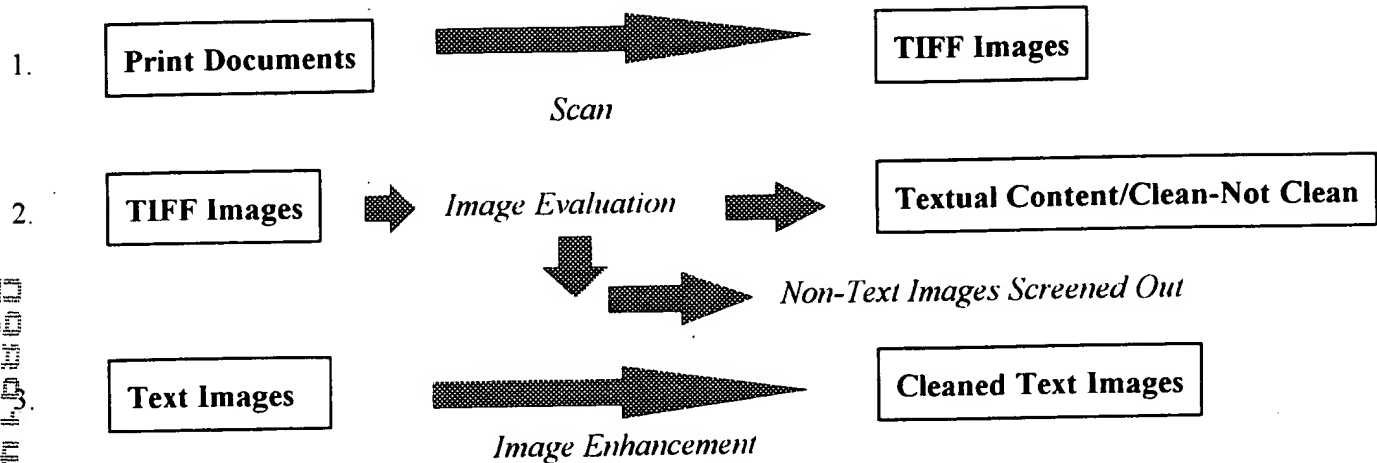 1. Print Documents TIFF Images
Scan
2. TIFF Images Image Evaluation Textual Content/Clean-Not Clean
Non-Text Images Screened Out
3. Text Images Cleaned Text Images
Image Enhancement